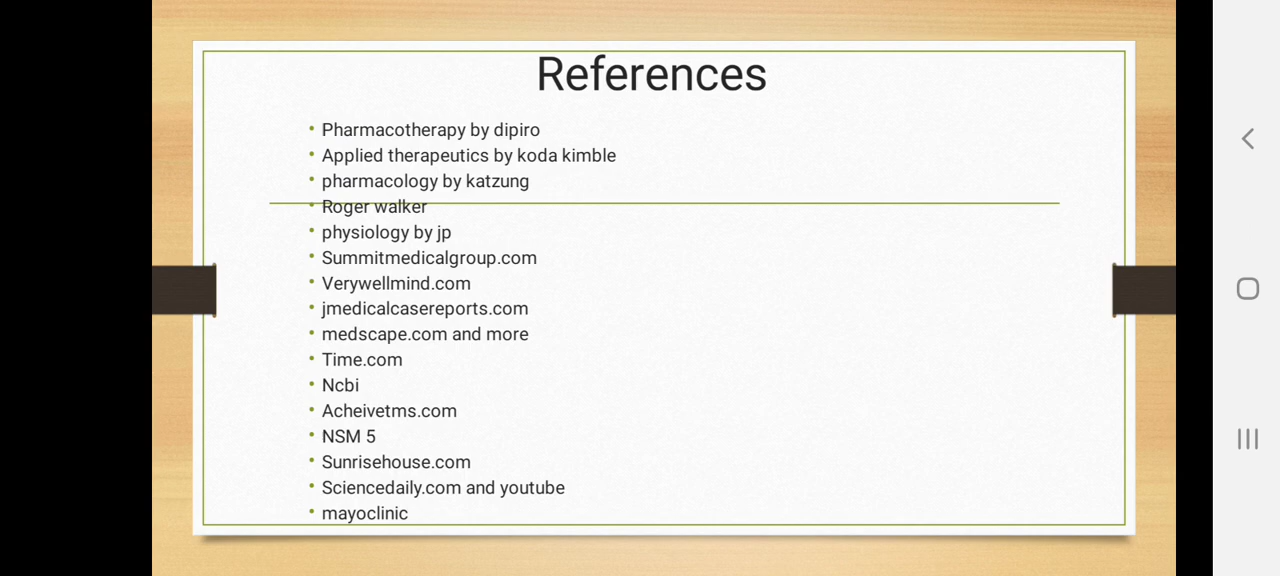 References
• Pharmacotherapy by dipiro
• Applied therapeutics by koda kimble
• pharmacology by katzung
• Roger walker
• physiology by jp
• Summitmedicalgroup.com
• Verywellmind.com
• jmedicalcasereports.com
• medscape.com and more
• Time.com
• Ncbi
• Acheivetms.com
• NSM 5
• Sunrisehouse.com
• Sciencedaily.com and youtube
• mayoclinic